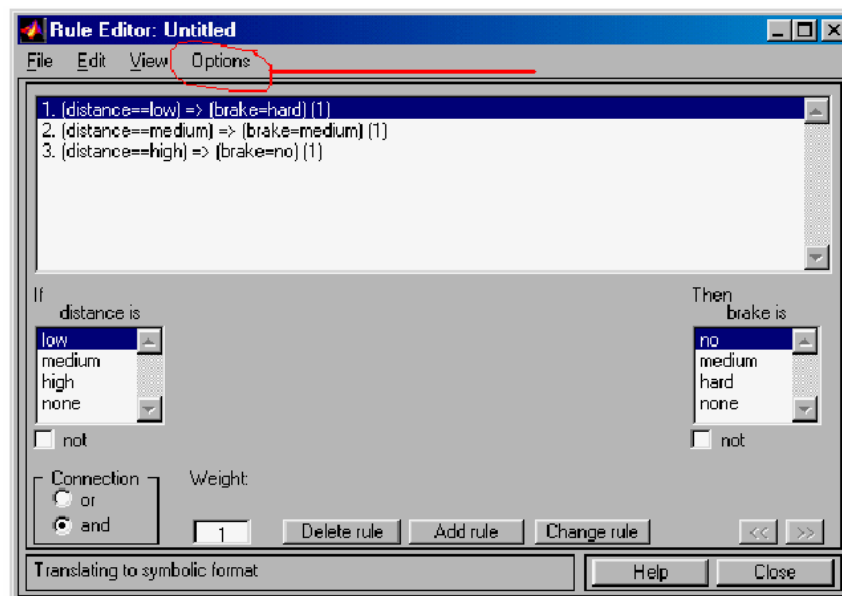 Rule Editor: Untitled
File Edit View Options
1. (distance==low) => (brake=hard) (1)
2. (distance==medium) => (brake=medium) (1)
3. (distance==high) => (brake=no) (1)
If
distance is
low
medium
high
none
not
Then
brake is
no
medium
hard
none
not
Connection
or
and
Weight:
1
Delete rule Add rule Change rule << >>
Translating to symbolic format
Help Close